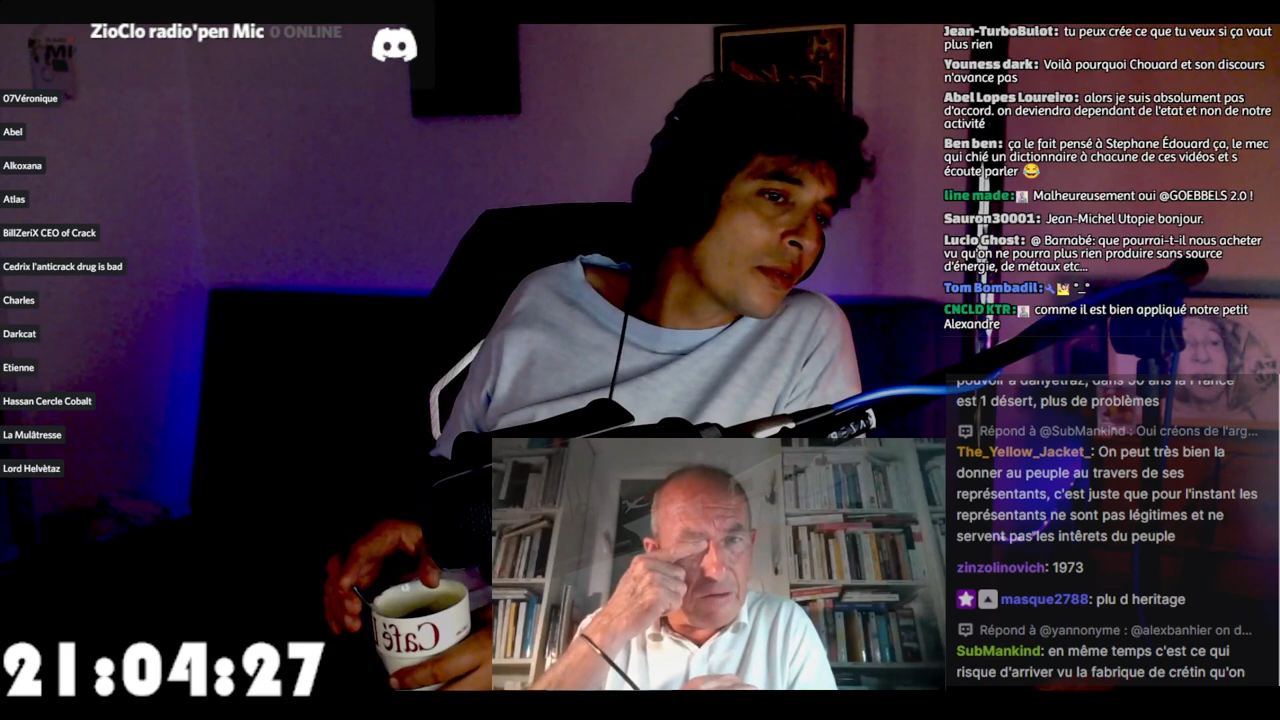 ZioClo radio'pen Mic 0 ONLINE
07Véronique
Abel
Alkoxana
Atlas
BillZeriX CEO of Crack
Cedrix l'anticrack drug is bad
Charles
Darkcat
Etienne
Hassan Cercle Cobalt
La Mulâtresse
Lord Helvètaz
21:04:27
Café
Jean-TurboBulot: tu peux crée ce que tu veux si ça vaut
plus rien
Youness dark: Voilà pourquoi Chouard et son discours
n'avance pas
Abel Lopes Loureiro: alors je suis absolument pas
d'accord. on deviendra dependant de l'etat et non de notre
activité
Ben ben: ça le fait pensé à Stephane Édouard ça, le mec
qui chié un dictionnaire à chacune de ces vidéos et s
écoute parler 😂
line made: Malheureusement oui @GOEBBELS 2.0 !
Sauron30001: Jean-Michel Utopie bonjour.
Lucio Ghost: @ Barnabé: que pourrai-t-il nous acheter
vu qu'on ne pourra plus rien produire sans source
d'énergie, de métaux etc...
Tom Bombadil: °_°
CNCLD KTR: comme il est bien appliqué notre petit
Alexandre
pouvoir a danyetraz, dans 50 ans la France
est 1 désert, plus de problèmes
Répond à @SubMankind : Oui créons de l'arg...
The_Yellow_Jacket_: On peut très bien la
donner au peuple au travers de ses
représentants, c'est juste que pour l'instant les
représentants ne sont pas légitimes et ne
servent pas les intêrets du peuple
zinzolinovich: 1973
masque2788: plu d heritage
Répond à @yannonyme : @alexbanhier on d...
SubMankind: en même temps c'est ce qui
risque d'arriver vu la fabrique de crétin qu'on